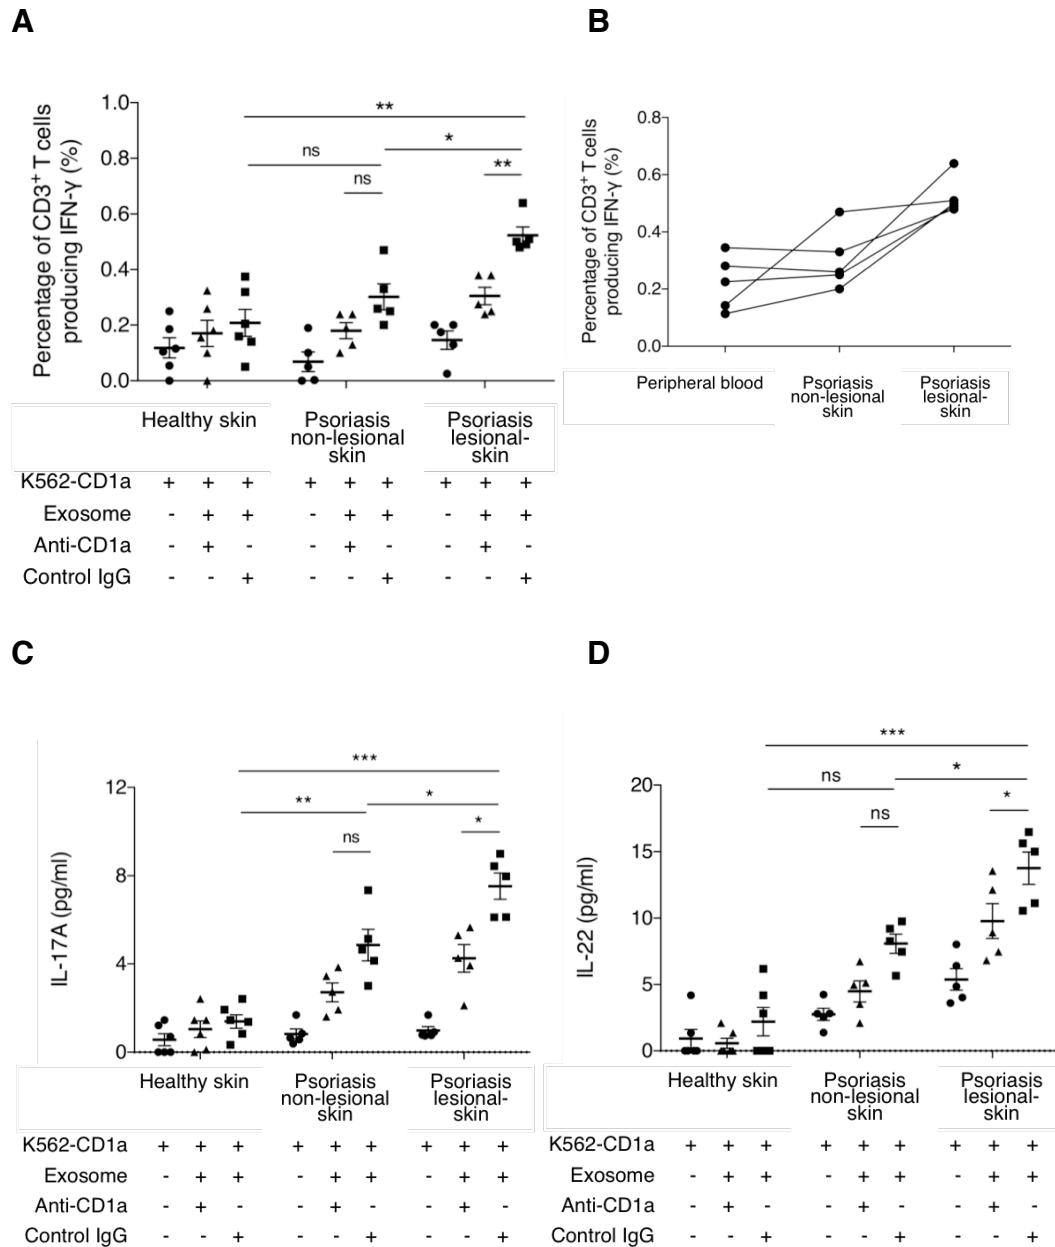 A
Percentage of CD3+ T cells
producing IFN-γ (%)
1.0
0.8
0.6
0.4
0.2
0.0
**
ns
*
ns
**
Healthy skin
Psoriasis
non-lesional
skin
Psoriasis
lesional-
skin
K562-CD1a + + + + + + + + +
Exosome - + + - + + - + +
Anti-CD1a - + - - + - - + -
Control IgG - - + - - + - - +
B
Percentage of CD3+ T cells
producing IFN-γ (%)
0.8
0.6
0.4
0.2
0.0
Peripheral blood
Psoriasis
non-lesional
skin
Psoriasis
lesional-
skin
C
IL-17A (pg/ml)
12
8
4
0
***
**
*
ns
*
Healthy skin
Psoriasis
non-lesional
skin
Psoriasis
lesional-
skin
K562-CD1a + + + + + + + + +
Exosome - + + - + + - + +
Anti-CD1a - + - - + - - + -
Control IgG - - + - - + - - +
D
IL-22 (pg/ml)
20
15
10
5
0
***
ns
*
ns
*
Healthy skin
Psoriasis
non-lesional
skin
Psoriasis
lesional-
skin
K562-CD1a + + + + + + + + +
Exosome - + + - + + - + +
Anti-CD1a - + - - + - - + -
Control IgG - - + - - + - - +